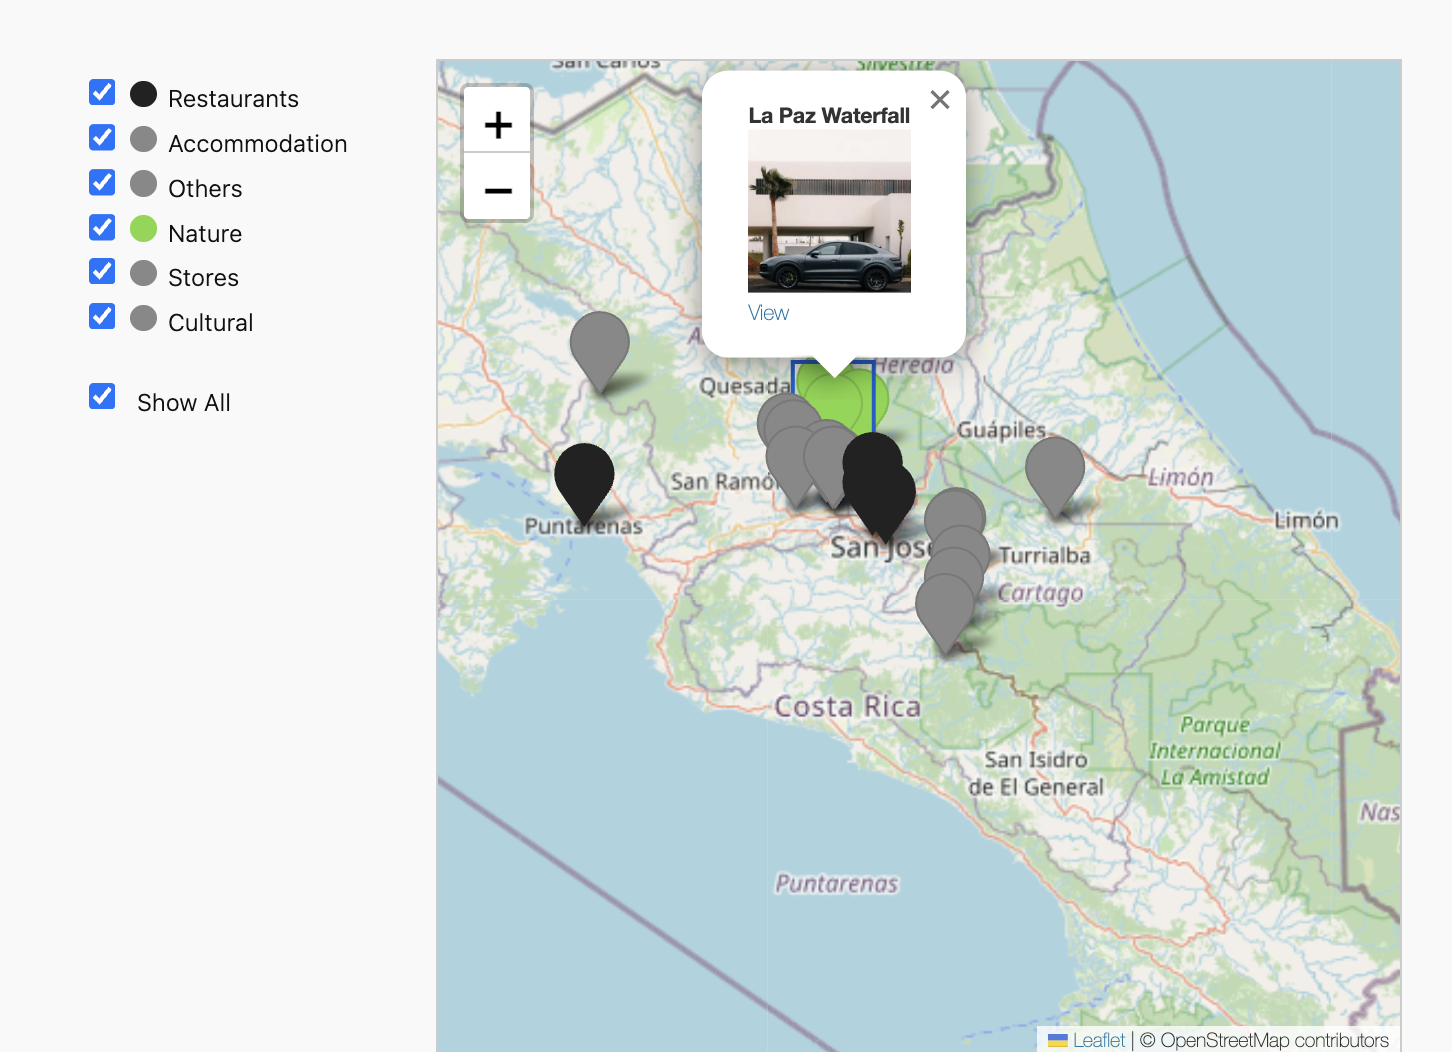 Restaurants
Accommodation
Others
Nature
Stores
Cultural
Show All
+
−
San Carlos
Silvestre
La Paz Waterfall
View
Heredia
Quesada
Guápiles
San Ramón
Limón
Limón
Puntarenas
San José
Turrialba
Cartago
Costa Rica
Parque
Internacional
La Amistad
San Isidro
de El General
Nas
Puntarenas
Leaflet | © OpenStreetMap contributors